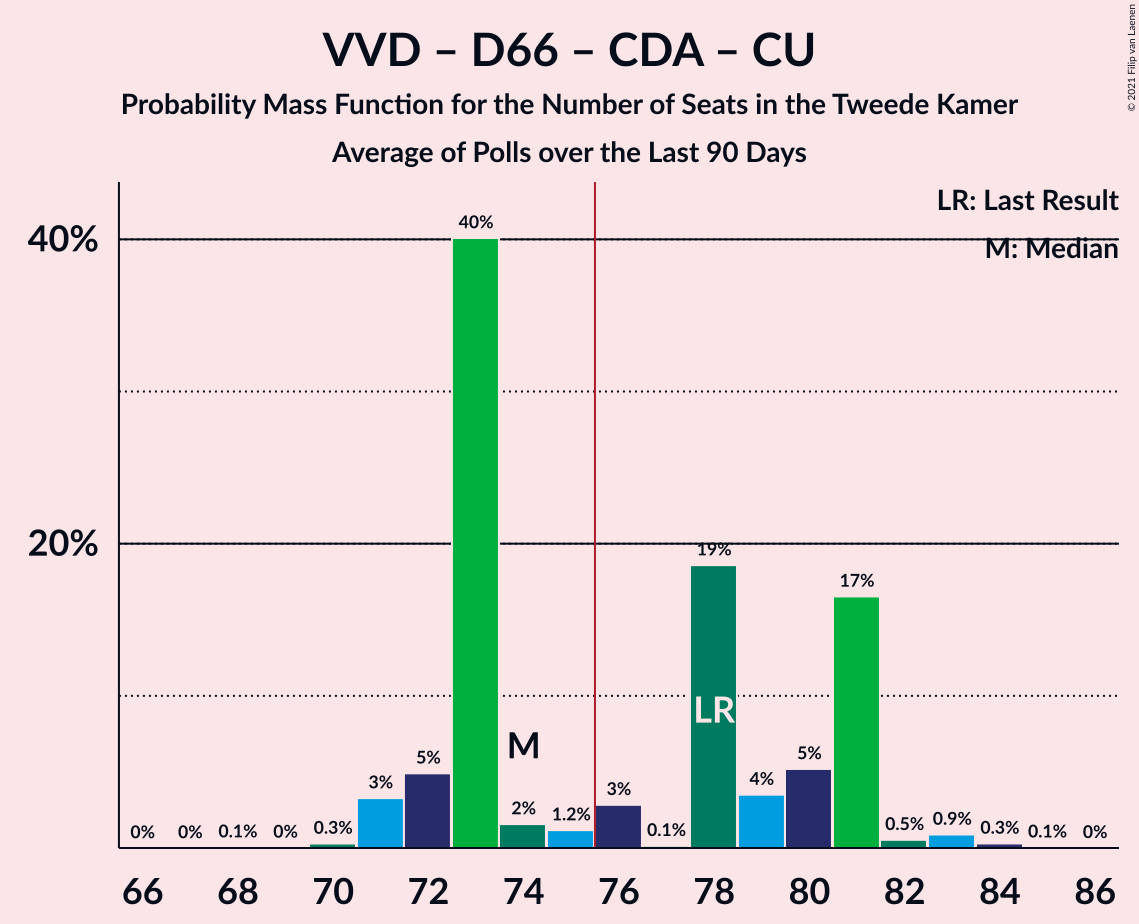 VVD – D66 – CDA – CU
Probability Mass Function for the Number of Seats in the Tweede Kamer
Average of Polls over the Last 90 Days
© 2021 Filip van Laenen
LR: Last Result
M: Median
40%
20%
0%
0%
0.1%
0%
0.3%
3%
5%
40%
2%
1.2%
3%
0.1%
19%
4%
5%
17%
0.5%
0.9%
0.3%
0.1%
0%
M
LR
66 68 70 72 74 76 78 80 82 84 86